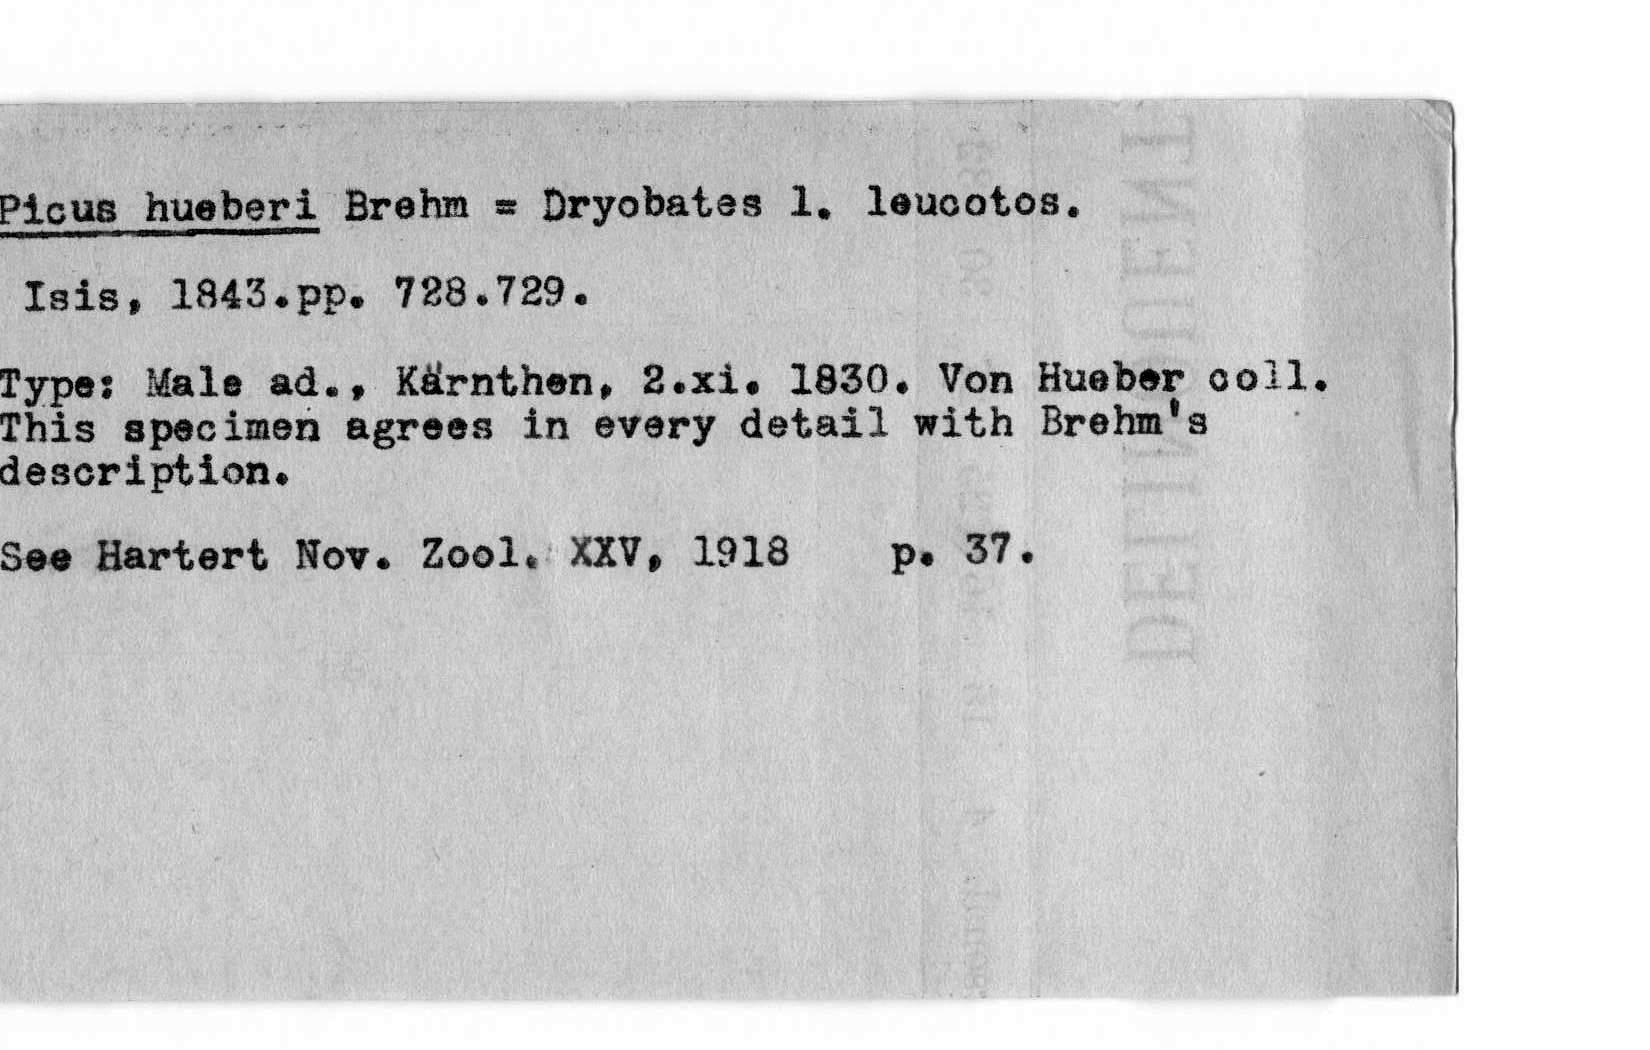 Picus hueberi Brehm = Dryobates l. leucotos.
Isis, 1843.pp. 728.729.
Type: Male ad., Kärnthen, 2.xi. 1830. Von Hueber coll.
This specimen agrees in every detail with Brehm's
description.
See Hartert Nov. Zool. XXV, 1918 p. 37.